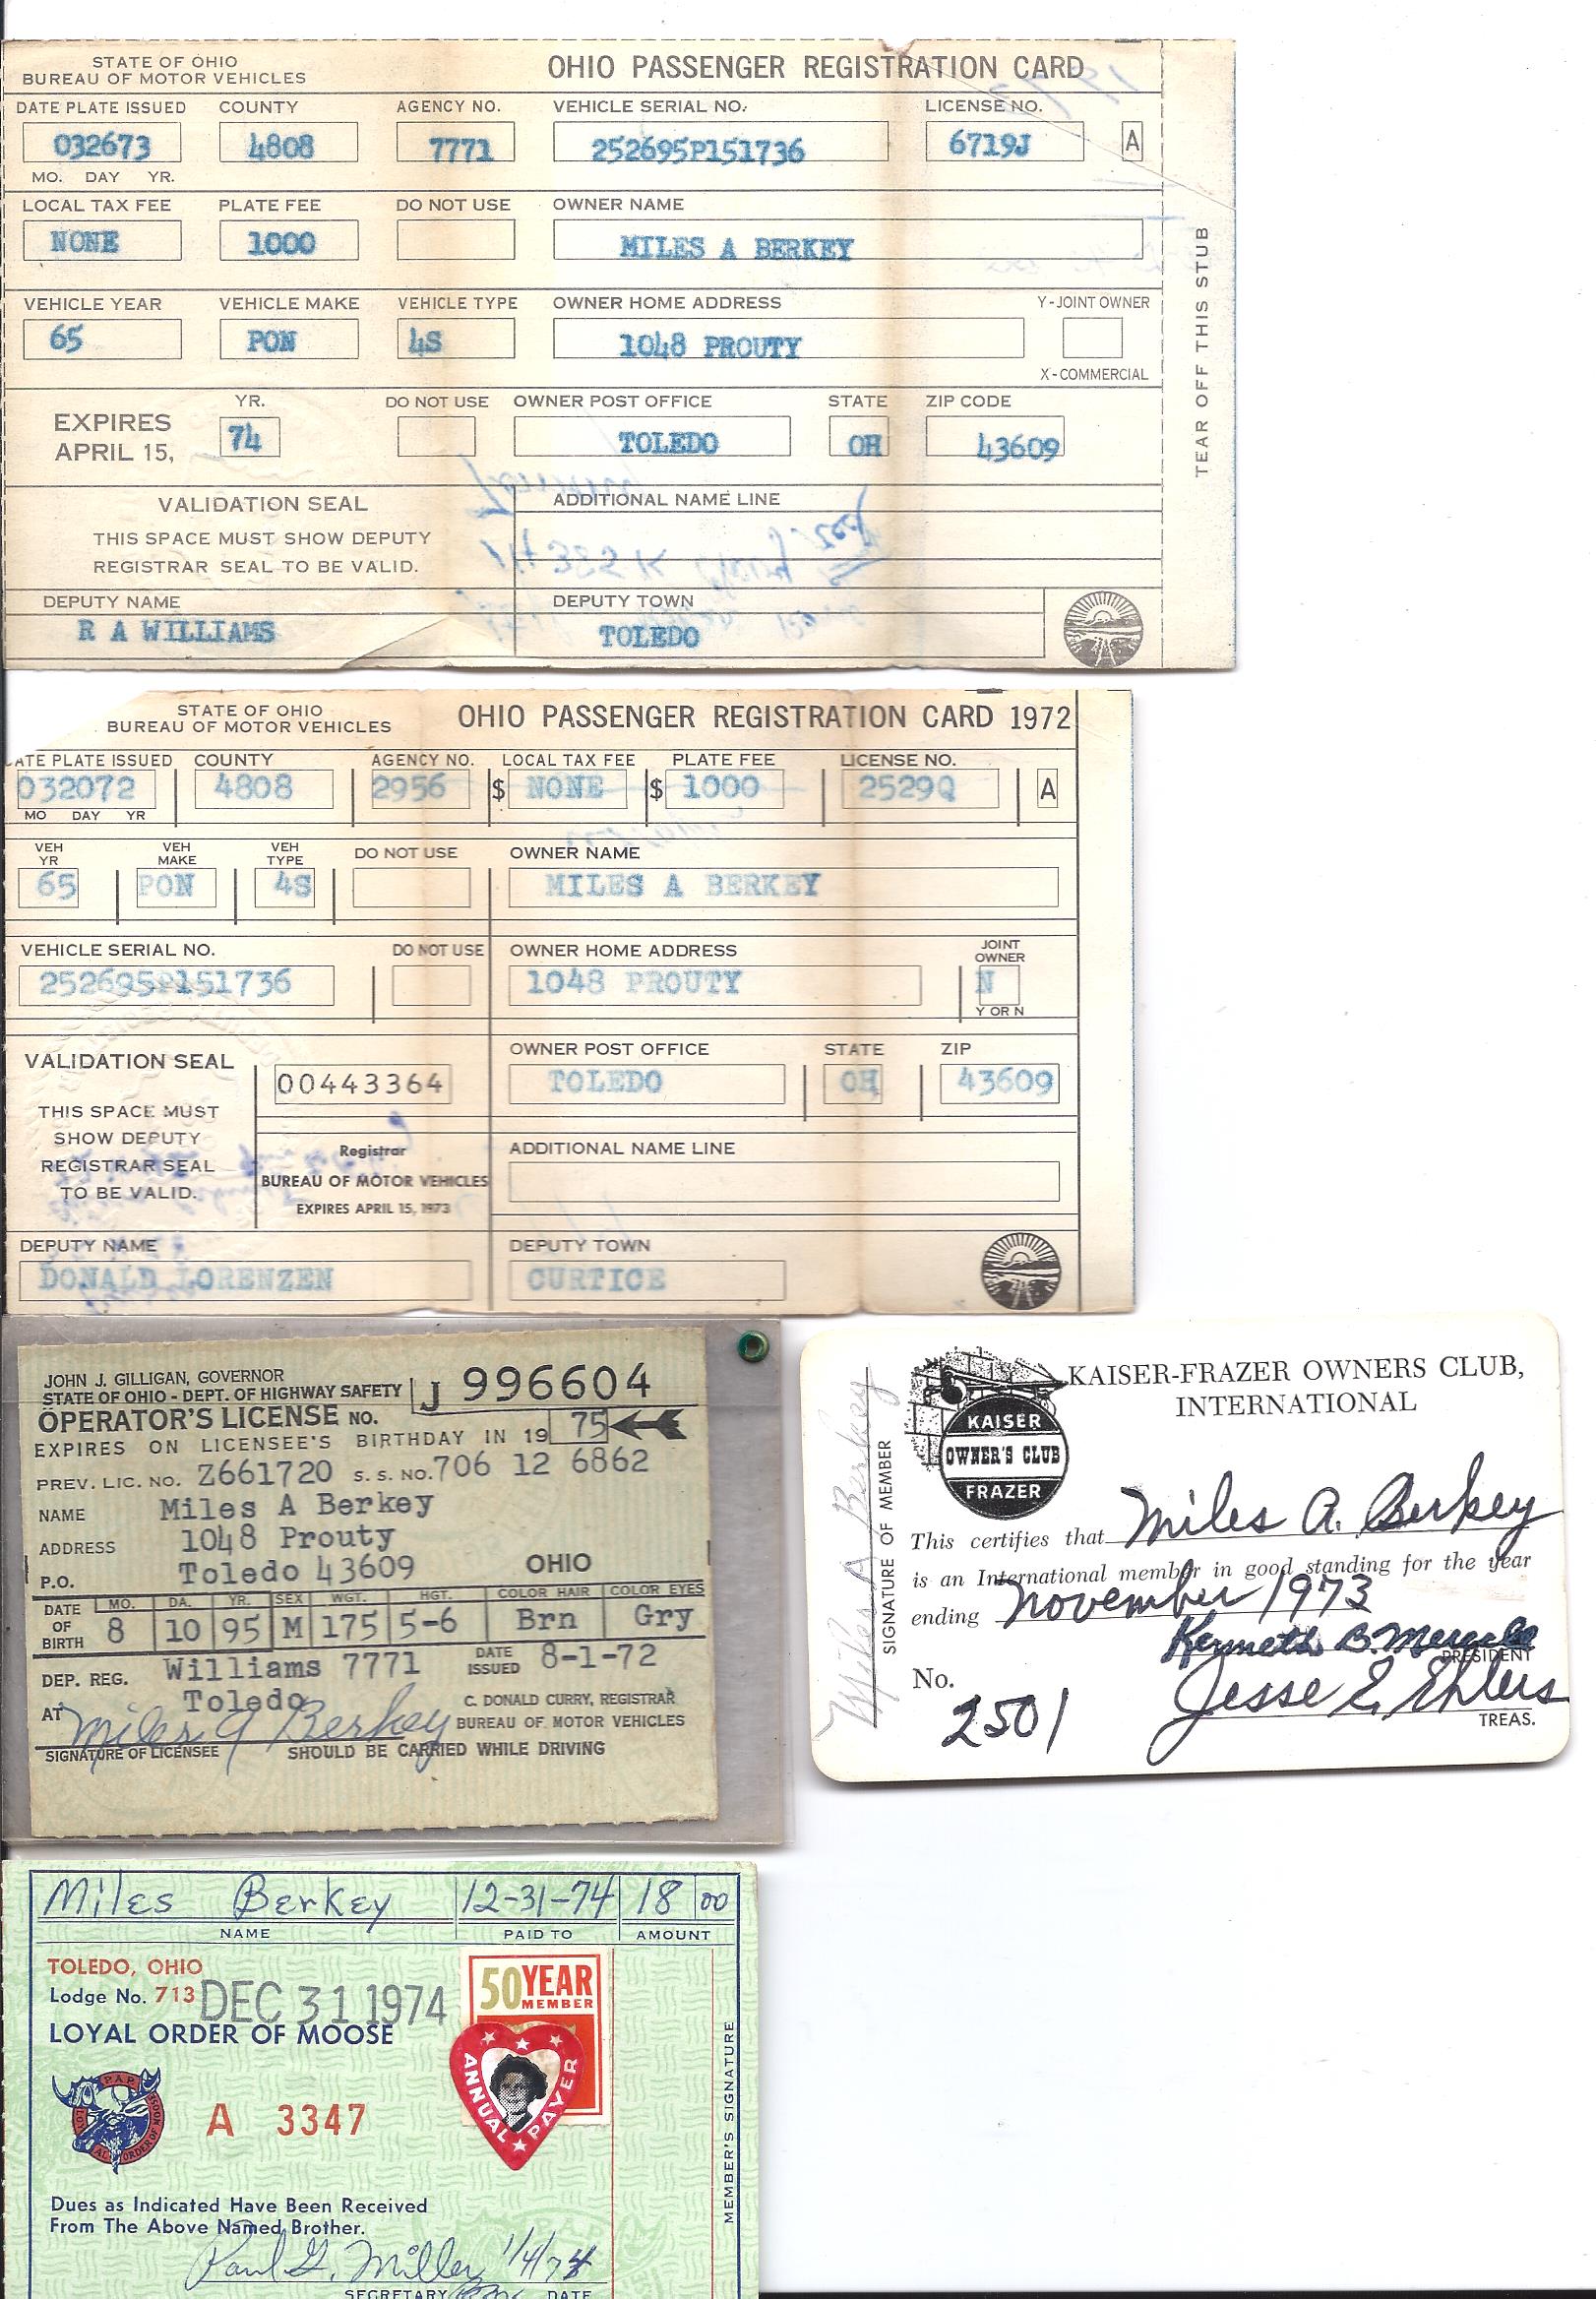 STATE OF OHIO
BUREAU OF MOTOR VEHICLES
OHIO PASSENGER REGISTRATION CARD
DATE PLATE ISSUED COUNTY AGENCY NO. VEHICLE SERIAL NO. LICENSE NO.
032673 4808 7771 252695P151736 6719J A
MO. DAY YR.
LOCAL TAX FEE PLATE FEE DO NOT USE OWNER NAME
NONE 1000 MILES A BERKEY
VEHICLE YEAR VEHICLE MAKE VEHICLE TYPE OWNER HOME ADDRESS Y-JOINT OWNER
65 PON 4S 1048 PROUTY
X-COMMERCIAL
YR. DO NOT USE OWNER POST OFFICE STATE ZIP CODE
EXPIRES APRIL 15, 74 TOLEDO OH 43609
VALIDATION SEAL ADDITIONAL NAME LINE
THIS SPACE MUST SHOW DEPUTY
REGISTRAR SEAL TO BE VALID.
DEPUTY NAME DEPUTY TOWN
R A WILLIAMS TOLEDO
TEAR OFF THIS STUB
STATE OF OHIO
BUREAU OF MOTOR VEHICLES
OHIO PASSENGER REGISTRATION CARD 1972
ATE PLATE ISSUED COUNTY AGENCY NO. LOCAL TAX FEE PLATE FEE LICENSE NO.
032072 4808 2956 $ NONE $ 1000 2529Q A
MO DAY YR
VEH YR VEH MAKE VEH TYPE DO NOT USE OWNER NAME
65 PON 4S MILES A BERKEY
VEHICLE SERIAL NO. DO NOT USE OWNER HOME ADDRESS JOINT OWNER
252695P151736 1048 PROUTY N
Y OR N
VALIDATION SEAL OWNER POST OFFICE STATE ZIP
00443364 TOLEDO OH 43609
THIS SPACE MUST
SHOW DEPUTY
REGISTRAR SEAL
TO BE VALID.
Registrar
BUREAU OF MOTOR VEHICLES
EXPIRES APRIL 15, 1973
ADDITIONAL NAME LINE
DEPUTY NAME DEPUTY TOWN
DONALD LORENZEN CURTICE
JOHN J. GILLIGAN, GOVERNOR
STATE OF OHIO - DEPT. OF HIGHWAY SAFETY J 996604
OPERATOR'S LICENSE NO.
EXPIRES ON LICENSEE'S BIRTHDAY IN 19 75
PREV. LIC. NO. Z661720 S. S. NO. 706 12 6862
NAME Miles A Berkey
ADDRESS 1048 Prouty
P.O. Toledo 43609 OHIO
DATE OF BIRTH MO. DA. YR. SEX WGT. HGT. COLOR HAIR COLOR EYES
8 10 95 M 175 5-6 Brn Gry
DEP. REG. Williams 7771 DATE ISSUED 8-1-72
AT Toledo C. DONALD CURRY, REGISTRAR
Miles A Berkey BUREAU OF MOTOR VEHICLES
SIGNATURE OF LICENSEE SHOULD BE CARRIED WHILE DRIVING
KAISER-FRAZER OWNERS CLUB,
INTERNATIONAL
KAISER
OWNER'S CLUB
FRAZER
This certifies that Miles A. Berkey
is an International member in good standing for the year
ending November 1973
Kenneth B.
PRESIDENT
No. 2501
Jesse E. Ehlers
TREAS.
Miles A Berkey
SIGNATURE OF MEMBER
Miles Berkey 12-31-74 18 00
NAME PAID TO AMOUNT
TOLEDO, OHIO
Lodge No. 713 DEC 31 1974
LOYAL ORDER OF MOOSE
50 YEAR
MEMBER
ANNUAL PAYER
P.A.P.
LOYAL ORDER OF MOOSE
A 3347
Dues as Indicated Have Been Received
From The Above Named Brother.
Paul G. Miller 1/4/74
SECRETARY DATE
MEMBER'S SIGNATURE